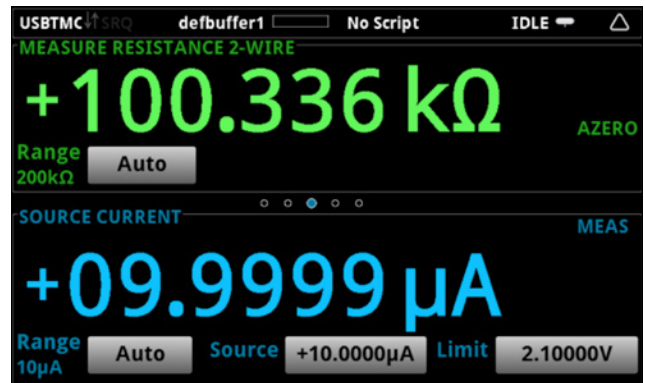 USBTMC SRQ defbuffer1 No Script IDLE
MEASURE RESISTANCE 2-WIRE
+100.336 kΩ
AZERO
Range Auto
200kΩ
SOURCE CURRENT
MEAS
+09.9999 µA
Range Auto Source +10.0000µA Limit 2.10000V
10µA